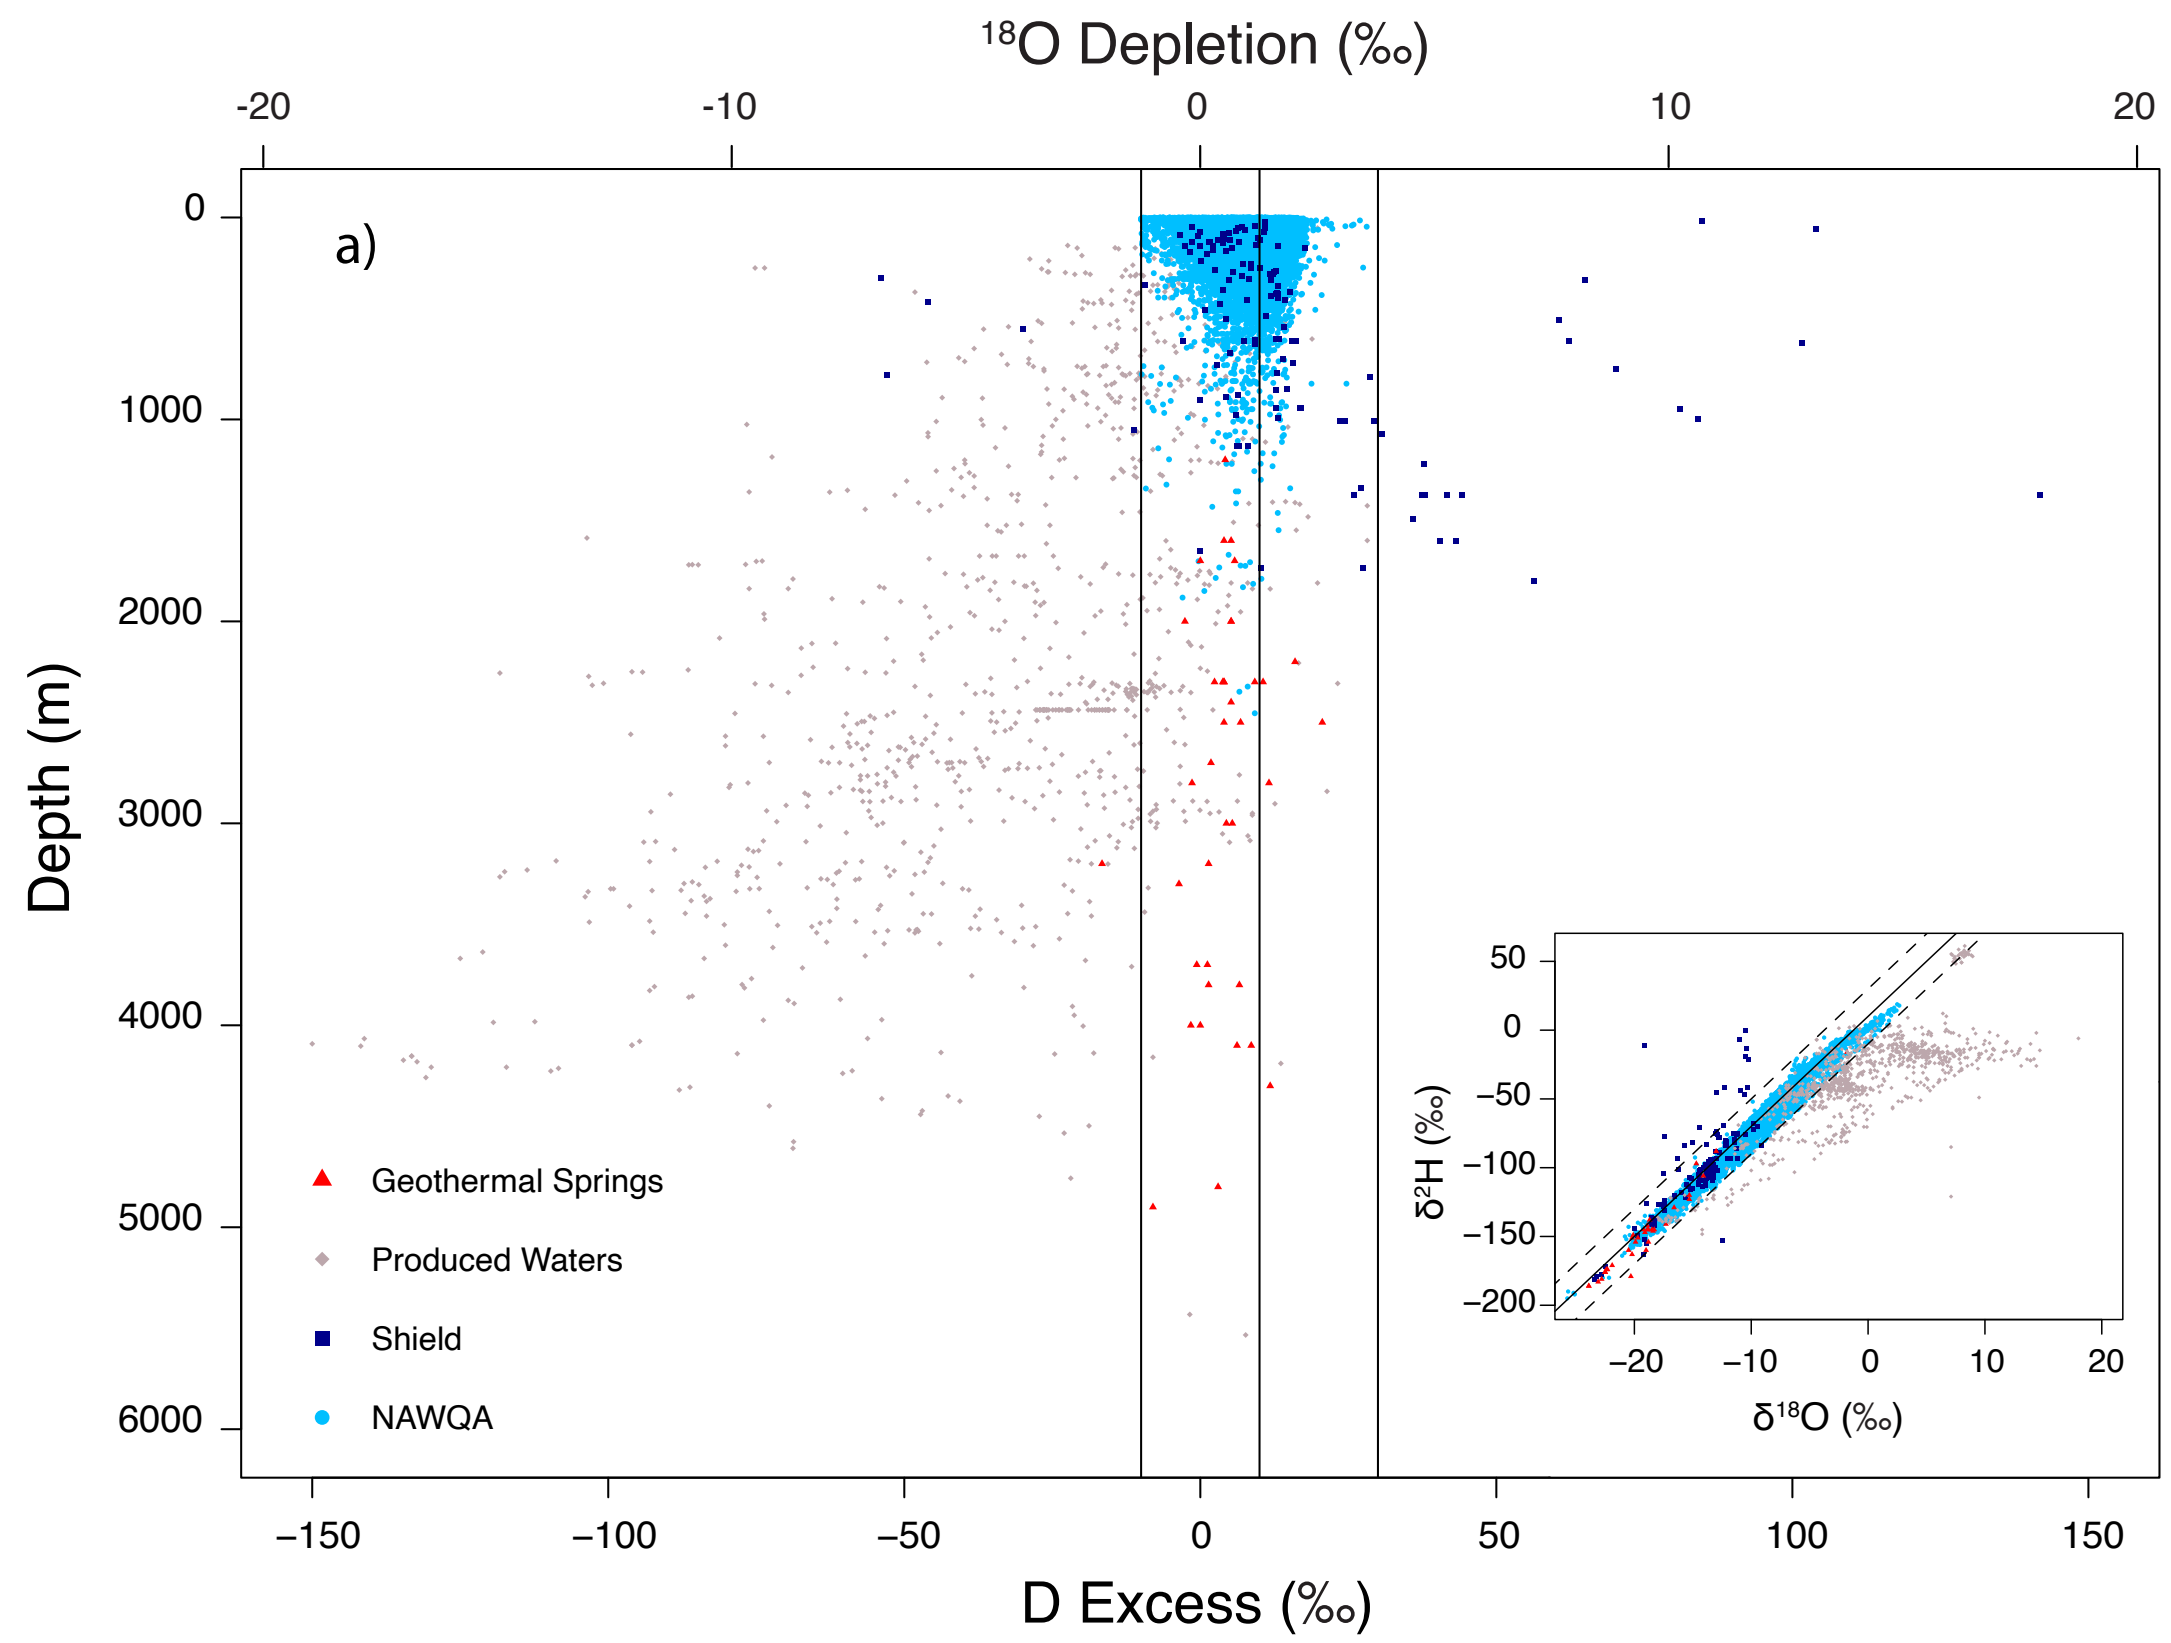 ¹⁸O Depletion (‰)
-20 -10 0 10 20
a)
0
1000
2000
3000
4000
5000
6000
Depth (m)
Geothermal Springs
Produced Waters
Shield
NAWQA
50
0
−50
−100
−150
−200
δ²H (‰)
−20 −10 0 10 20
δ¹⁸O (‰)
−150 −100 −50 0 50 100 150
D Excess (‰)